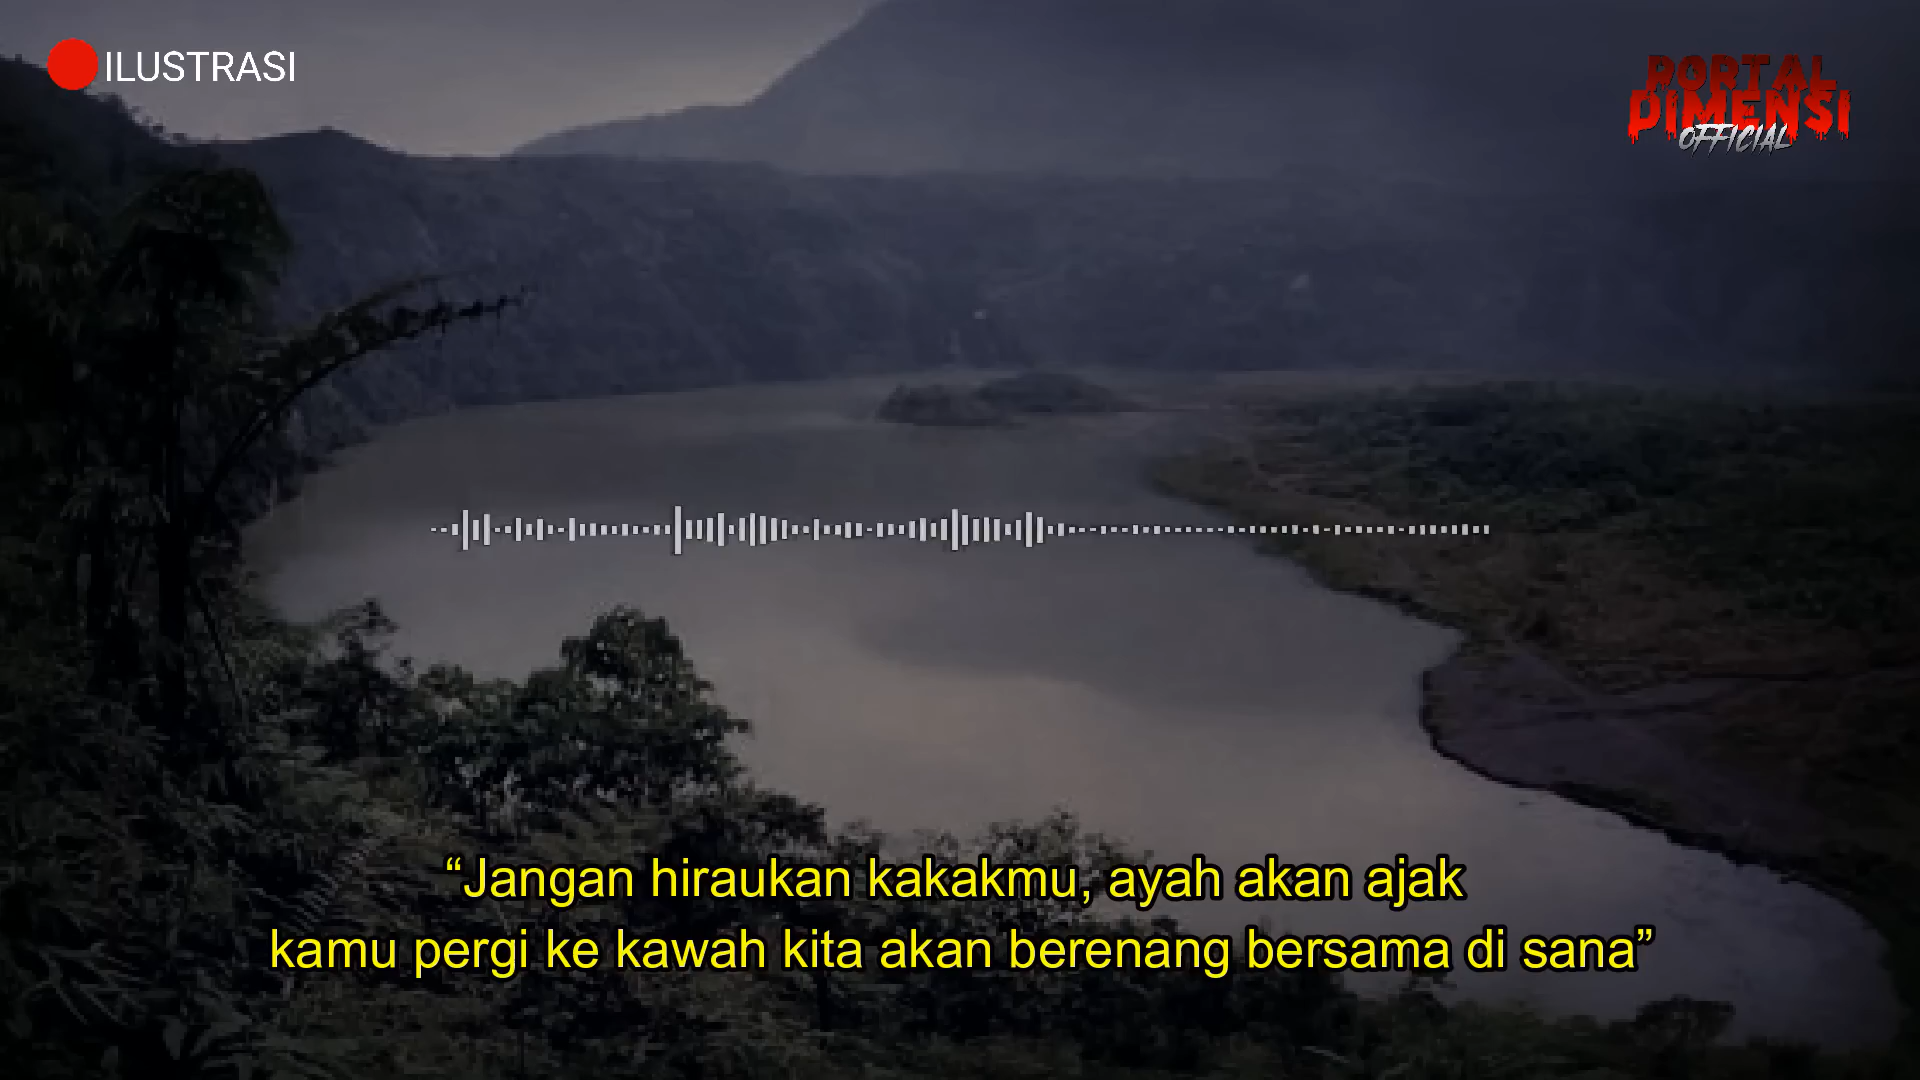 ILUSTRASI
PORTAL
DIMENSI
OFFICIAL
“Jangan hiraukan kakakmu, ayah akan ajak
kamu pergi ke kawah kita akan berenang bersama di sana”